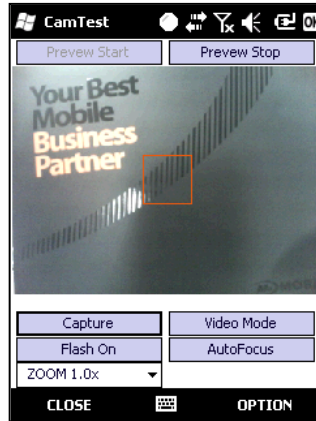 CamTest
OK
Prevew Start
Prevew Stop
Your Best
Mobile
Business
Partner
Capture
Video Mode
Flash On
AutoFocus
ZOOM 1.0x
CLOSE
OPTION